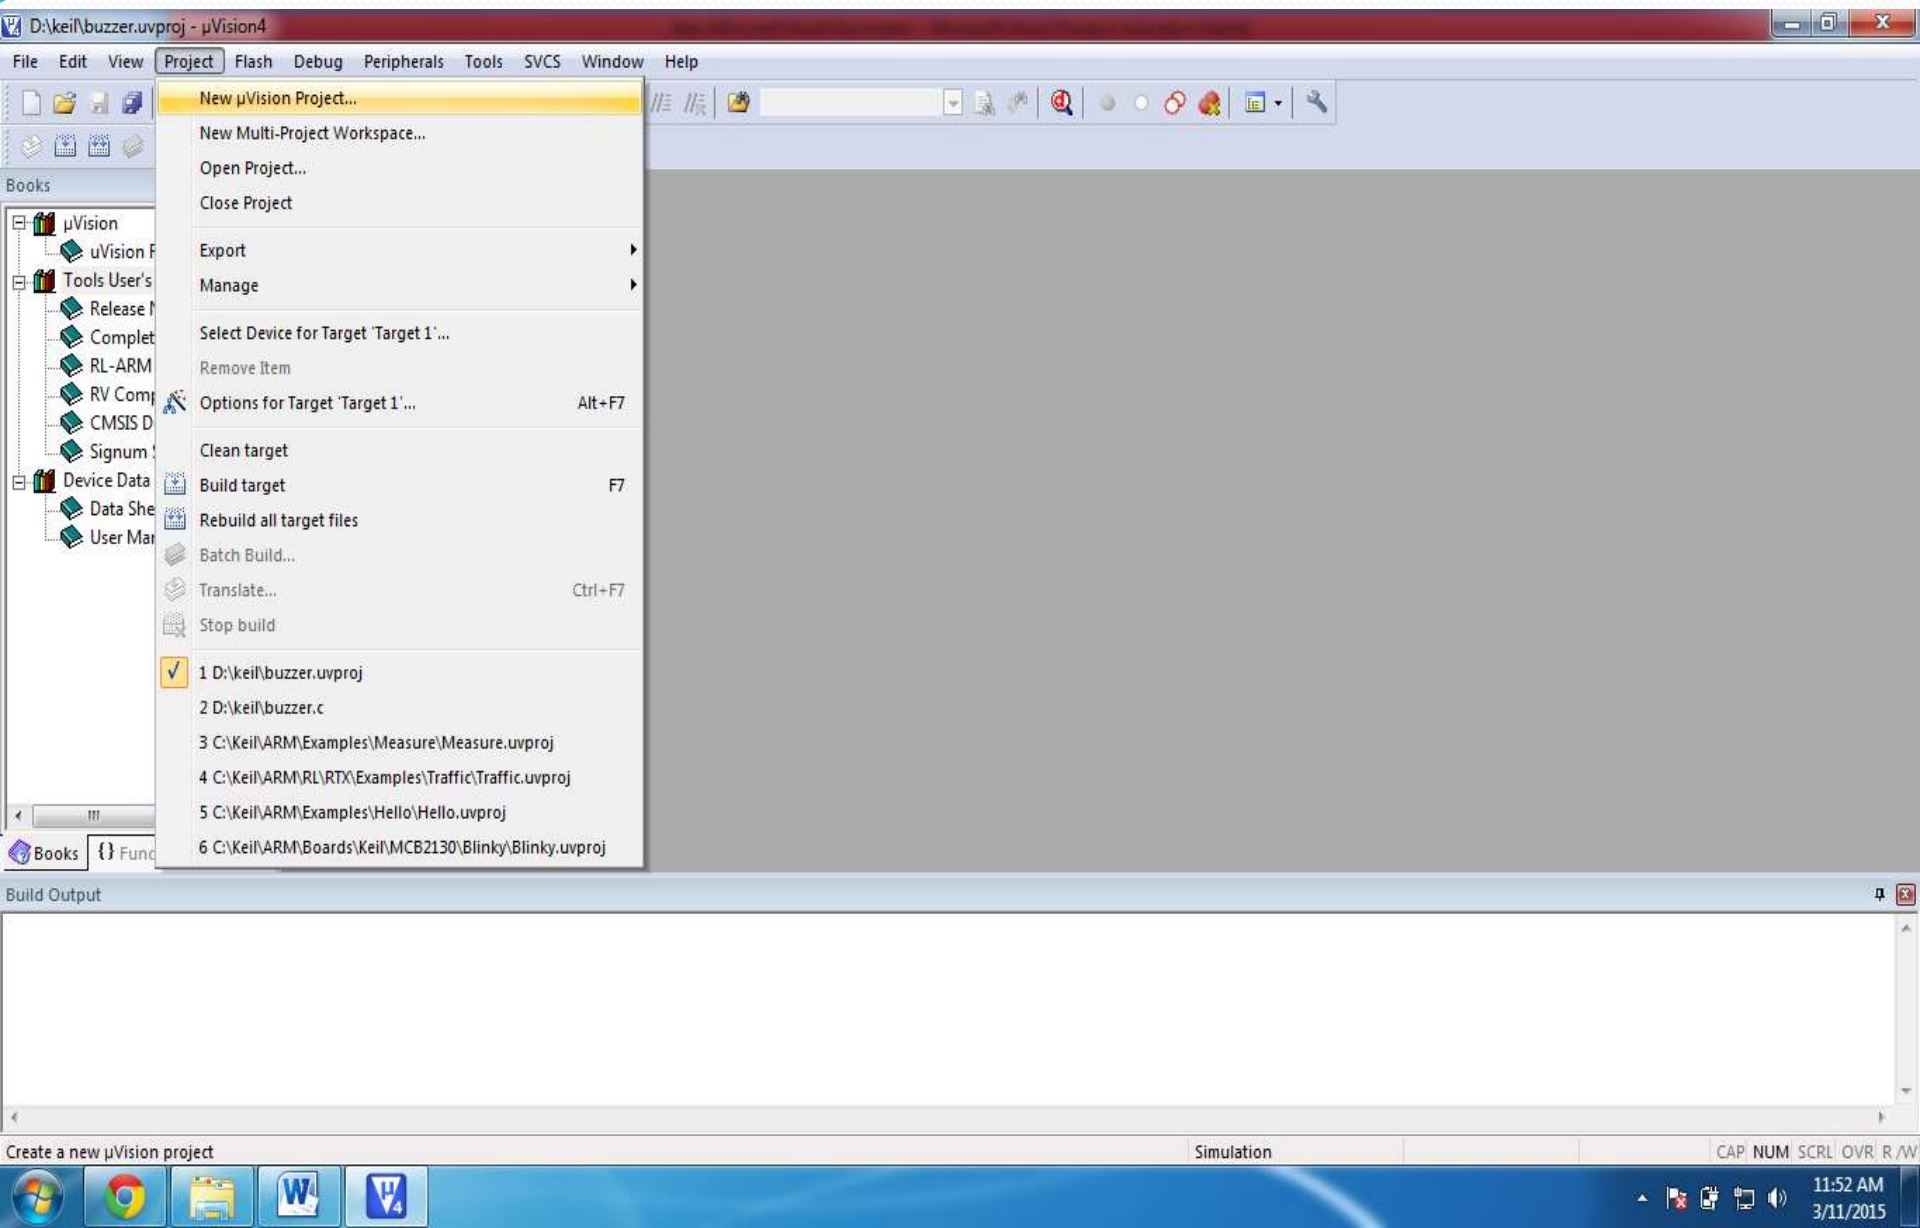 D:\keil\buzzer.uvproj - µVision4
File Edit View Project Flash Debug Peripherals Tools SVCS Window Help
New µVision Project...
New Multi-Project Workspace...
Open Project...
Close Project
Export
Manage
Select Device for Target 'Target 1'...
Remove Item
Options for Target 'Target 1'... Alt+F7
Clean target
Build target F7
Rebuild all target files
Batch Build...
Translate... Ctrl+F7
Stop build
1 D:\keil\buzzer.uvproj
2 D:\keil\buzzer.c
3 C:\Keil\ARM\Examples\Measure\Measure.uvproj
4 C:\Keil\ARM\RL\RTX\Examples\Traffic\Traffic.uvproj
5 C:\Keil\ARM\Examples\Hello\Hello.uvproj
6 C:\Keil\ARM\Boards\Keil\MCB2130\Blinky\Blinky.uvproj
Books
µVision
uVision
Tools User's
Release
Complet
RL-ARM
RV Comp
CMSIS D
Signum
Device Data
Data She
User Mar
Books {} Func
Build Output
Create a new µVision project Simulation CAP NUM SCRL OVR R/W
11:52 AM
3/11/2015